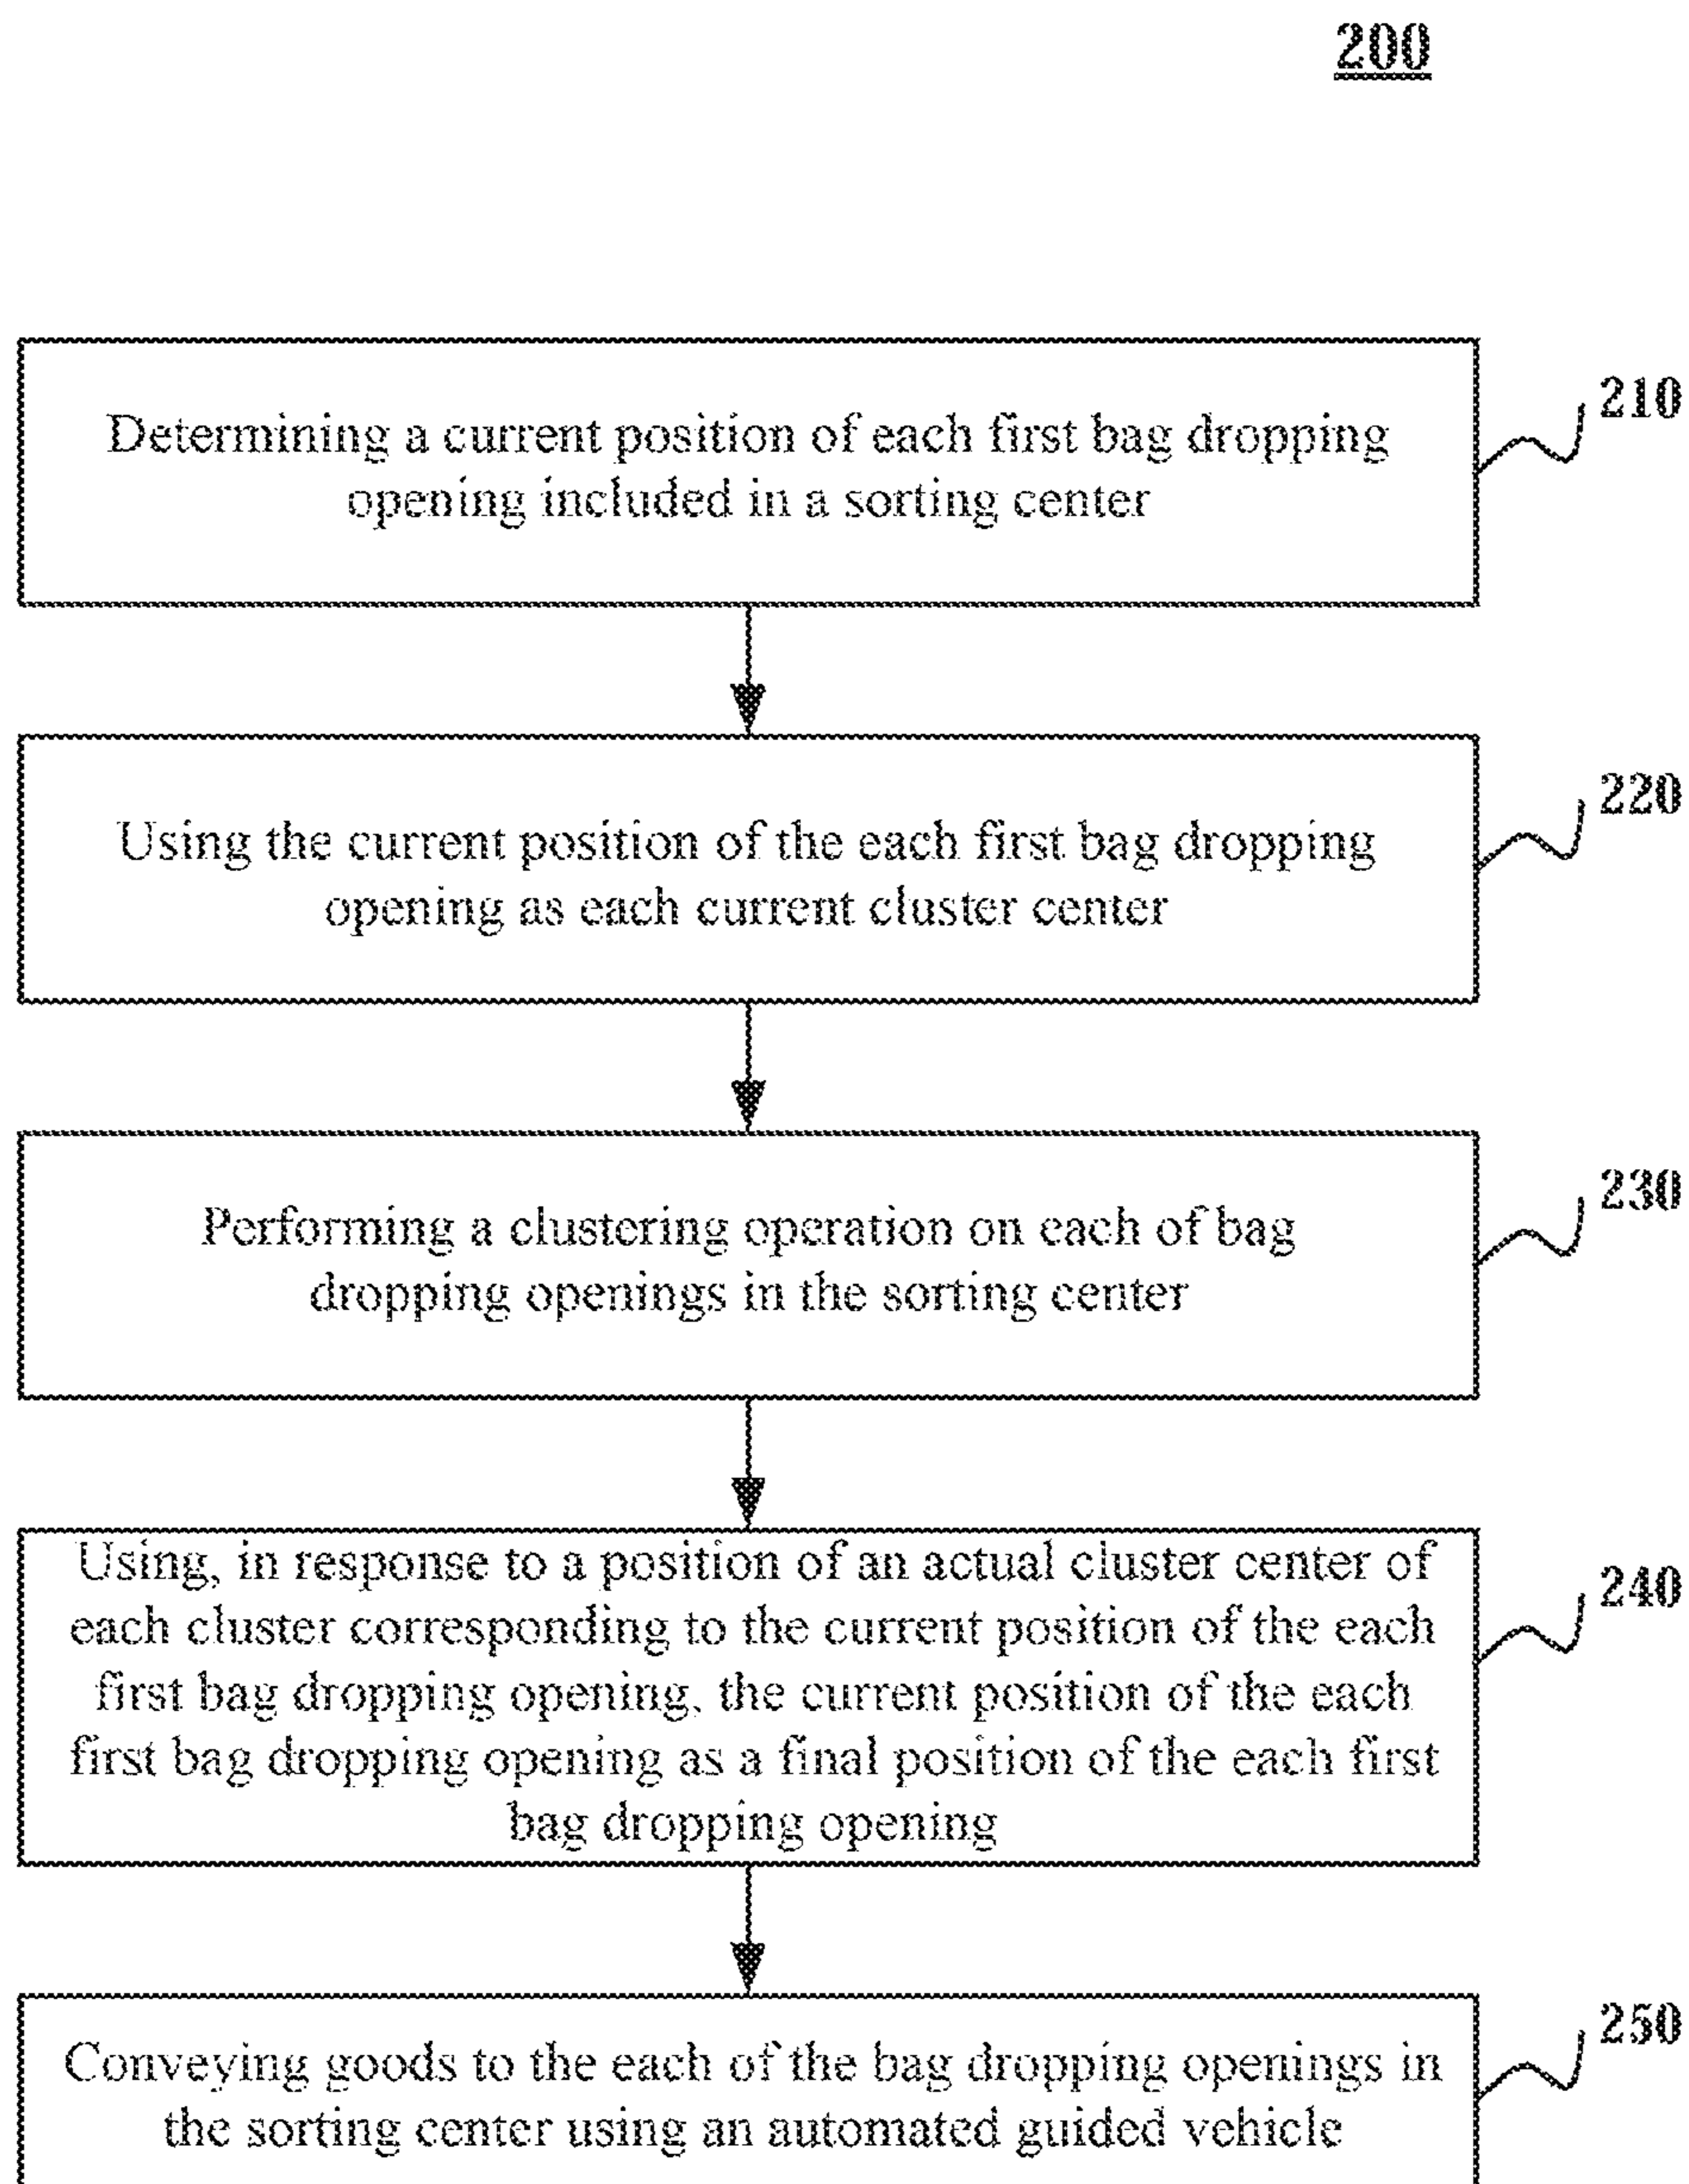 200
Determining a current position of each first bag dropping
opening included in a sorting center
210
Using the current position of the each first bag dropping
opening as each current cluster center
220
Performing a clustering operation on each of bag
dropping openings in the sorting center
230
Using, in response to a position of an actual cluster center of
each cluster corresponding to the current position of the each
first bag dropping opening, the current position of the each
first bag dropping opening as a final position of the each first
bag dropping opening
240
Conveying goods to the each of the bag dropping openings in
the sorting center using an automated guided vehicle
250